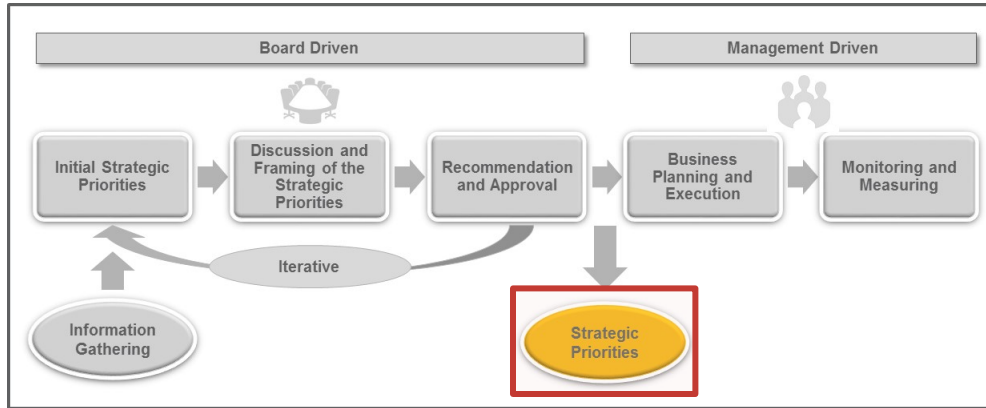 Board Driven
Management Driven
Initial Strategic
Priorities
Discussion and
Framing of the
Strategic
Priorities
Recommendation
and Approval
Business
Planning and
Execution
Monitoring and
Measuring
Iterative
Information
Gathering
Strategic
Priorities